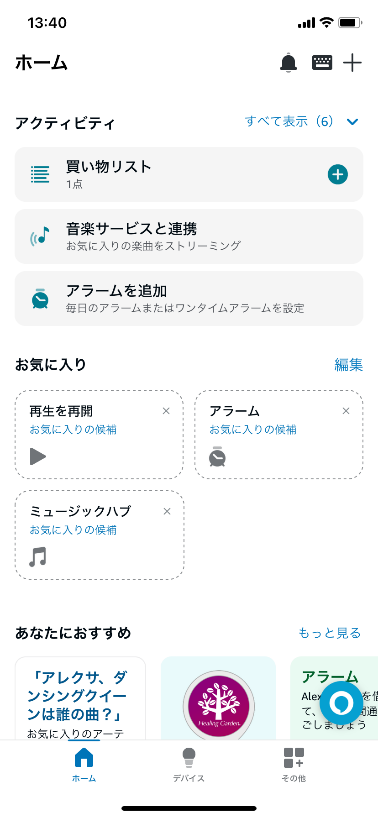 13:40
ホーム
アクティビティ
すべて表示（6）
買い物リスト
1点
音楽サービスと連携
お気に入りの楽曲をストリーミング
アラームを追加
毎日のアラームまたはワンタイムアラームを設定
お気に入り
編集
再生を再開
お気に入りの候補
アラーム
お気に入りの候補
ミュージックハブ
お気に入りの候補
あなたにおすすめ
もっと見る
「アレクサ、ダ
ンシングクイー
ンは誰の曲？」
お気に入りのアーテ
Healing Garden.
アラーム
Alex
を借
て、
間通
ごしましょう
ホーム
デバイス
その他